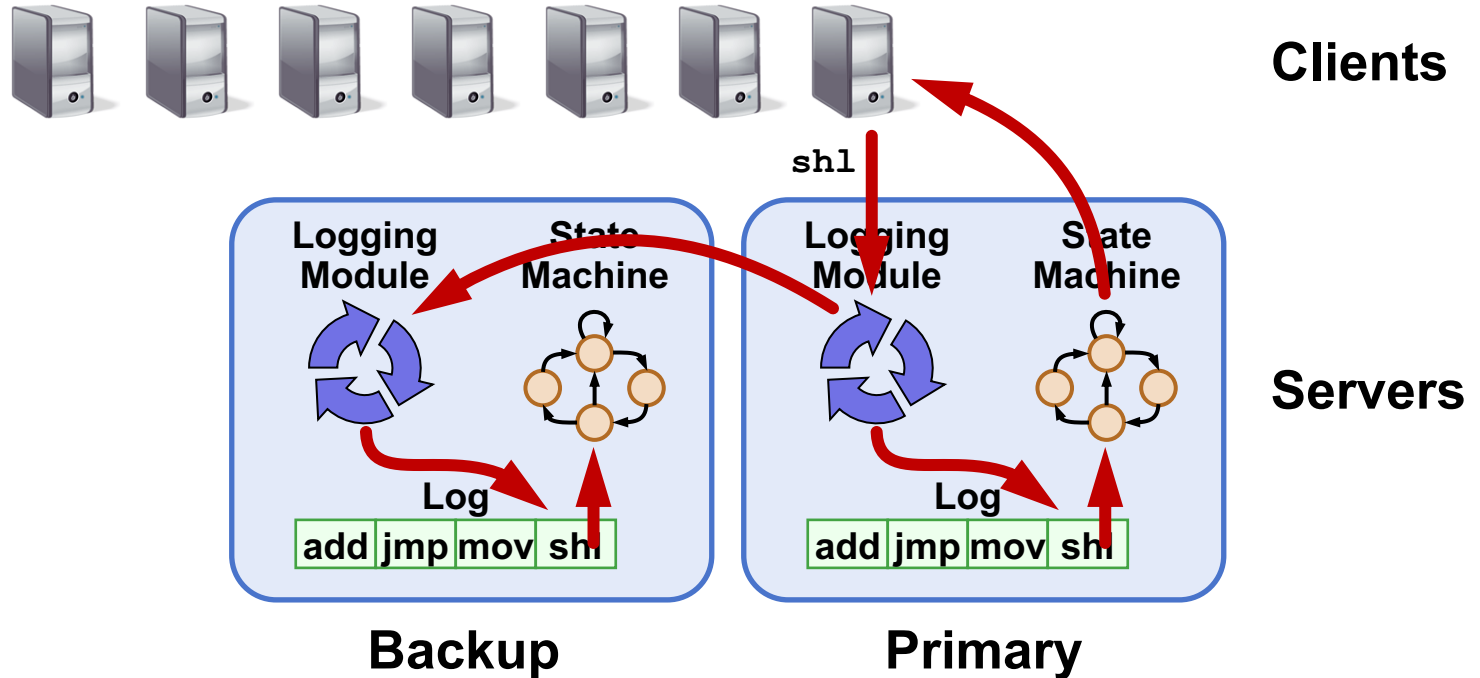 Clients
shl
Logging
Module
State
Machine
Logging
Module
State
Machine
Servers
Log
add jmp mov shl
Log
add jmp mov shl
Backup
Primary